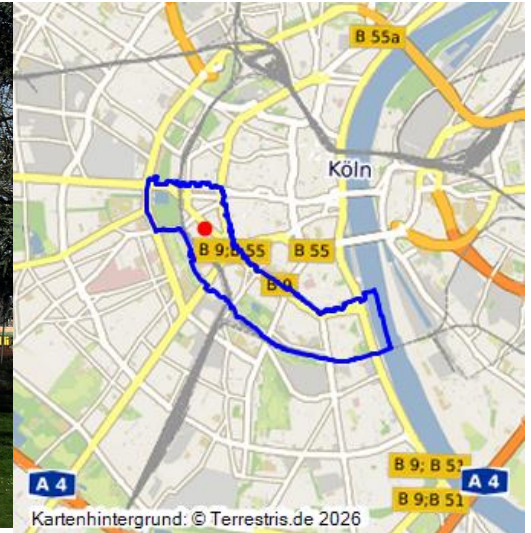 B 55a
Köln
B 9;B 55
B 55
B 9
B 9; B 51
A 4
A 4
B 9;B 51
Kartenhintergrund: © Terrestris.de 2026